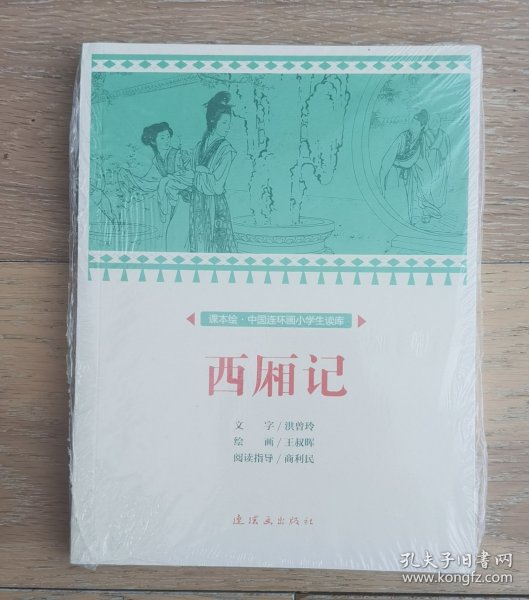 课本绘·中国连环画小学生读库
西厢记
文 字/洪曾玲
绘 画/王叔晖
阅读指导/商利民
连环画出版社
孔夫子旧书网
www.kongfz.com